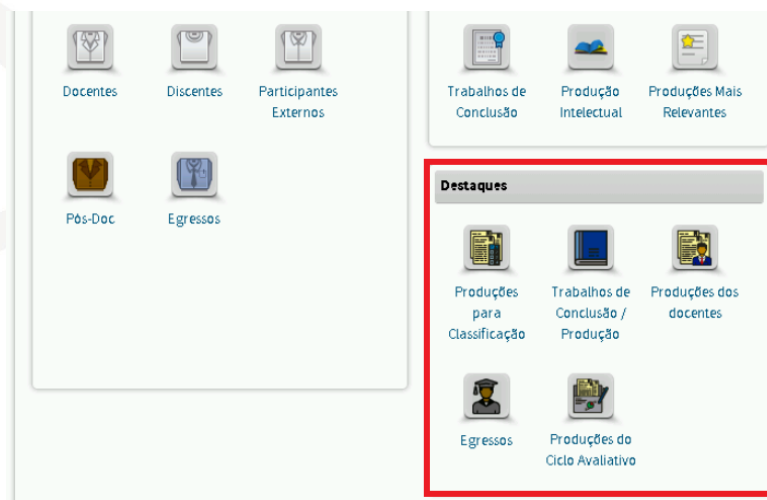 Docentes
Discentes
Participantes
Externos
Pós-Doc
Egressos
Trabalhos de
Conclusão
Produção
Intelectual
Produções Mais
Relevantes
Destaques
Produções
para
Classificação
Trabalhos de
Conclusão /
Produção
Produções dos
docentes
Egressos
Produções do
Ciclo Avaliativo